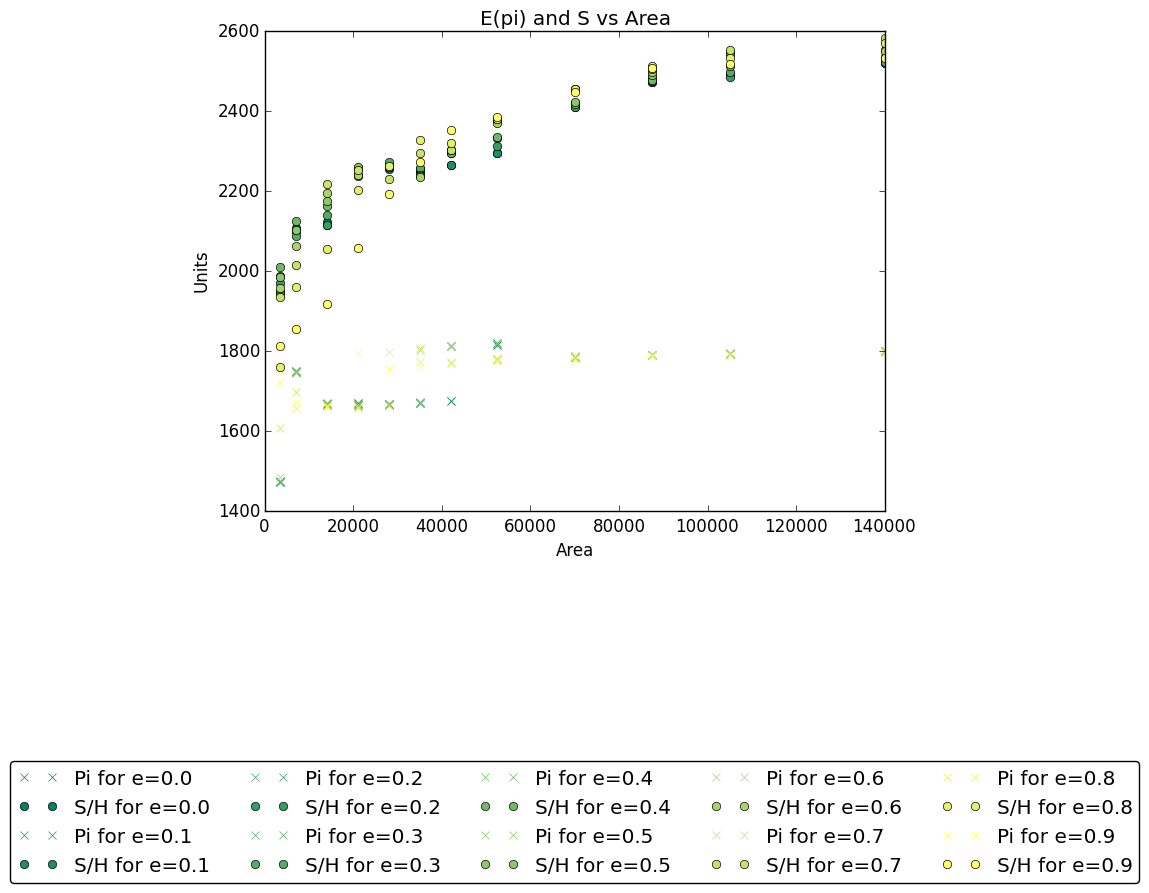 E(pi) and S vs Area
2600
2400
2200
2000
1800
1600
1400
Units
0 20000 40000 60000 80000 100000 120000 140000
Area
Pi for e=0.0 Pi for e=0.2 Pi for e=0.4 Pi for e=0.6 Pi for e=0.8
S/H for e=0.0 S/H for e=0.2 S/H for e=0.4 S/H for e=0.6 S/H for e=0.8
Pi for e=0.1 Pi for e=0.3 Pi for e=0.5 Pi for e=0.7 Pi for e=0.9
S/H for e=0.1 S/H for e=0.3 S/H for e=0.5 S/H for e=0.7 S/H for e=0.9